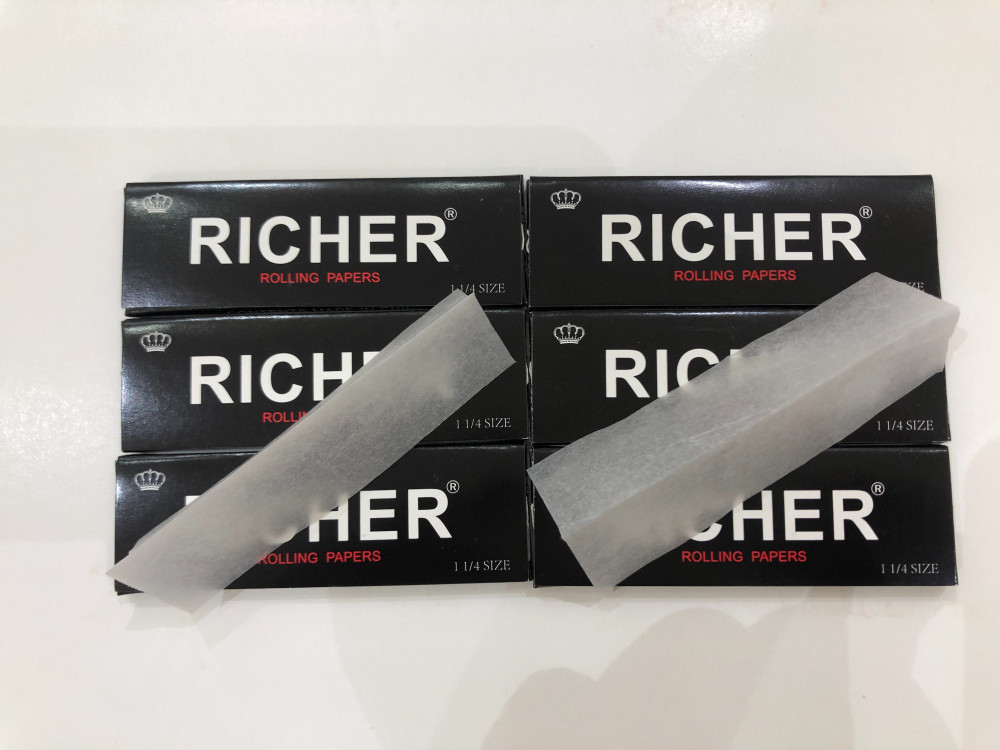 RICHER®
ROLLING PAPERS
1 1/4 SIZE
RICHER®
ROLLING PAPERS
RICH
1 1/4 SIZE
RIC
1 1/4 SIZE
HER®
ROLLING PAPERS
1 1/4 SIZE
CHER®
ROLLING PAPERS
1 1/4 SIZE